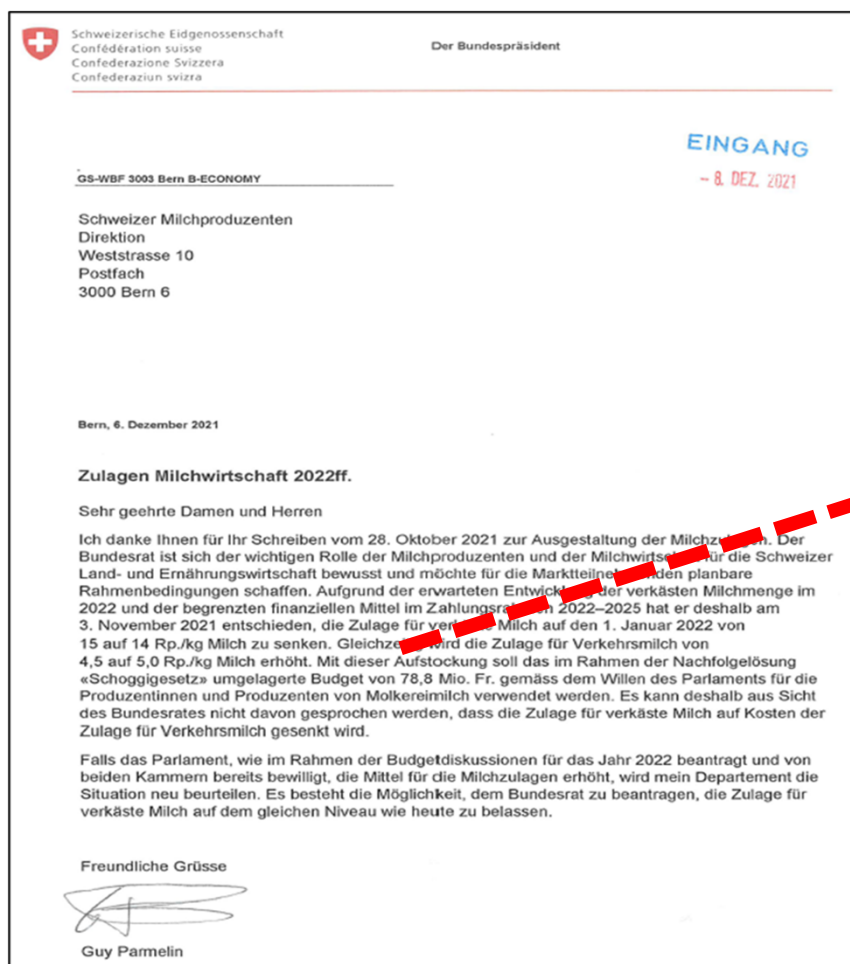 Schweizerische Eidgenossenschaft
Confédération suisse
Confederazione Svizzera
Confederaziun svizra
Der Bundespräsident
EINGANG
- 8. DEZ. 2021
GS-WBF 3003 Bern B-ECONOMY
Schweizer Milchproduzenten
Direktion
Weststrasse 10
Postfach
3000 Bern 6
Bern, 6. Dezember 2021
Zulagen Milchwirtschaft 2022ff.
Sehr geehrte Damen und Herren
Ich danke Ihnen für Ihr Schreiben vom 28. Oktober 2021 zur Ausgestaltung der Milchzulagen. Der
Bundesrat ist sich der wichtigen Rolle der Milchproduzenten und der Milchwirtschaft für die Schweizer
Land- und Ernährungswirtschaft bewusst und möchte für die Marktteilnehmenden planbare
Rahmenbedingungen schaffen. Aufgrund der erwarteten Entwicklung der verkästen Milchmenge im
2022 und der begrenzten finanziellen Mittel im Zahlungsrahmen 2022–2025 hat er deshalb am
3. November 2021 entschieden, die Zulage für verkäste Milch auf den 1. Januar 2022 von
15 auf 14 Rp./kg Milch zu senken. Gleichzeitig wird die Zulage für Verkehrsmilch von
4,5 auf 5,0 Rp./kg Milch erhöht. Mit dieser Aufstockung soll das im Rahmen der Nachfolgelösung
«Schoggigesetz» umgelagerte Budget von 78,8 Mio. Fr. gemäss dem Willen des Parlaments für die
Produzentinnen und Produzenten von Molkereimilch verwendet werden. Es kann deshalb aus Sicht
des Bundesrates nicht davon gesprochen werden, dass die Zulage für verkäste Milch auf Kosten der
Zulage für Verkehrsmilch gesenkt wird.
Falls das Parlament, wie im Rahmen der Budgetdiskussionen für das Jahr 2022 beantragt und von
beiden Kammern bereits bewilligt, die Mittel für die Milchzulagen erhöht, wird mein Departement die
Situation neu beurteilen. Es besteht die Möglichkeit, dem Bundesrat zu beantragen, die Zulage für
verkäste Milch auf dem gleichen Niveau wie heute zu belassen.
Freundliche Grüsse
Guy Parmelin